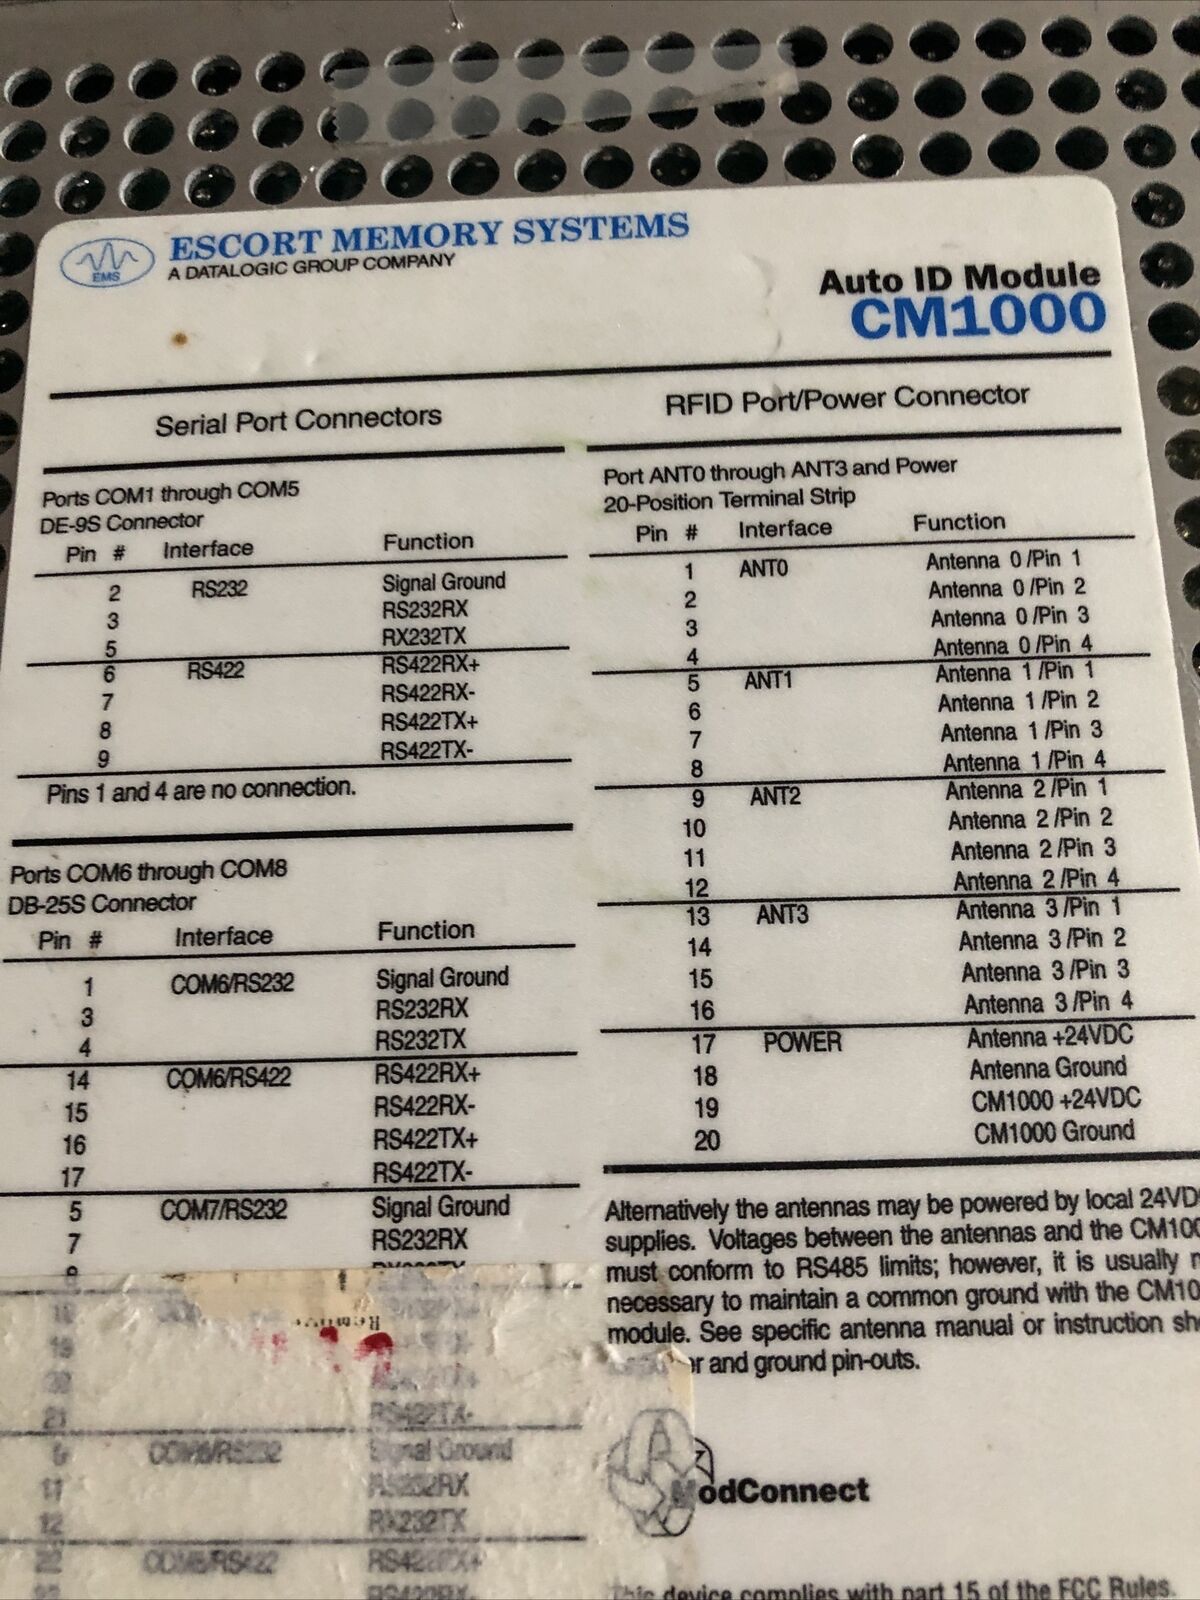 EMS
ESCORT MEMORY SYSTEMS
A DATALOGIC GROUP COMPANY
Auto ID Module
CM1000
Serial Port Connectors
Ports COM1 through COM5
DE-9S Connector
Pin # Interface Function
2 RS232 Signal Ground
3 RS232RX
5 RX232TX
6 RS422 RS422RX+
7 RS422RX-
8 RS422TX+
9 RS422TX-
Pins 1 and 4 are no connection.
Ports COM6 through COM8
DB-25S Connector
Pin # Interface Function
1 COM6/RS232 Signal Ground
3 RS232RX
4 RS232TX
14 COM6/RS422 RS422RX+
15 RS422RX-
16 RS422TX+
17 RS422TX-
5 COM7/RS232 Signal Ground
7 RS232RX
Remove
19
20
21 RS422TX-
COM8/RS232 Signal Ground
11 RS232RX
12 RX232TX
22 RS422RX+
RS422RX-
RFID Port/Power Connector
Port ANT0 through ANT3 and Power
20-Position Terminal Strip
Pin # Interface Function
1 ANT0 Antenna 0 /Pin 1
2 Antenna 0 /Pin 2
3 Antenna 0 /Pin 3
4 Antenna 0 /Pin 4
5 ANT1 Antenna 1 /Pin 1
6 Antenna 1 /Pin 2
7 Antenna 1 /Pin 3
8 Antenna 1 /Pin 4
9 ANT2 Antenna 2 /Pin 1
10 Antenna 2 /Pin 2
11 Antenna 2 /Pin 3
12 Antenna 2 /Pin 4
13 ANT3 Antenna 3 /Pin 1
14 Antenna 3 /Pin 2
15 Antenna 3 /Pin 3
16 Antenna 3 /Pin 4
17 POWER Antenna +24VDC
18 Antenna Ground
19 CM1000 +24VDC
20 CM1000 Ground
Alternatively the antennas may be powered by local 24VD
supplies. Voltages between the antennas and the CM100
must conform to RS485 limits; however, it is usually n
necessary to maintain a common ground with the CM10
module. See specific antenna manual or instruction sh
and ground pin-outs.
ModConnect
This device complies with part 15 of the FCC Rules.